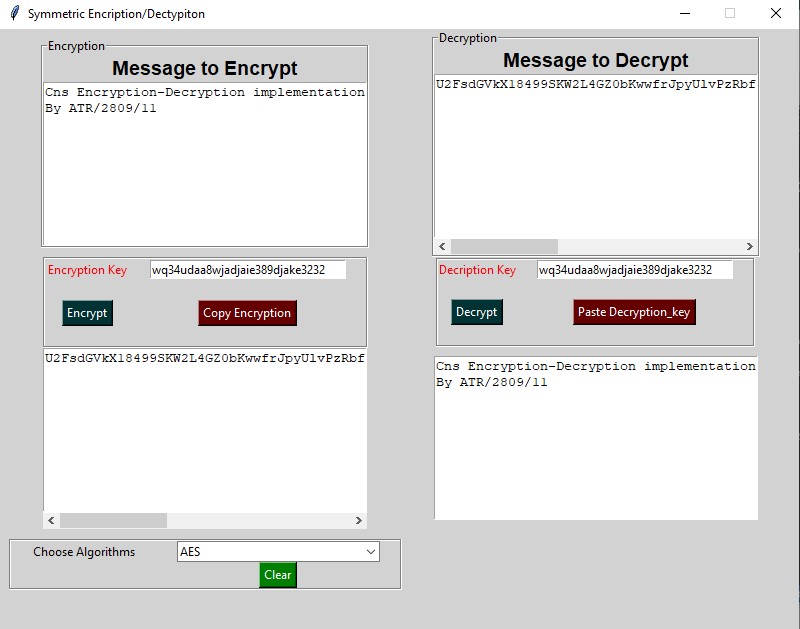 Symmetric Encription/Dectypiton
Encryption
Message to Encrypt
Cns Encryption-Decryption implementation
By ATR/2809/11
Encryption Key
wq34udaa8wjadjaie389djake3232
Encrypt
Copy Encryption
U2FsdGVkX18499SKW2L4GZ0bKwwfrJpyUlvPzRbf
Choose Algorithms
AES
Clear
Decryption
Message to Decrypt
U2FsdGVkX18499SKW2L4GZ0bKwwfrJpyUlvPzRbf
Decription Key
wq34udaa8wjadjaie389djake3232
Decrypt
Paste Decryption_key
Cns Encryption-Decryption implementation
By ATR/2809/11